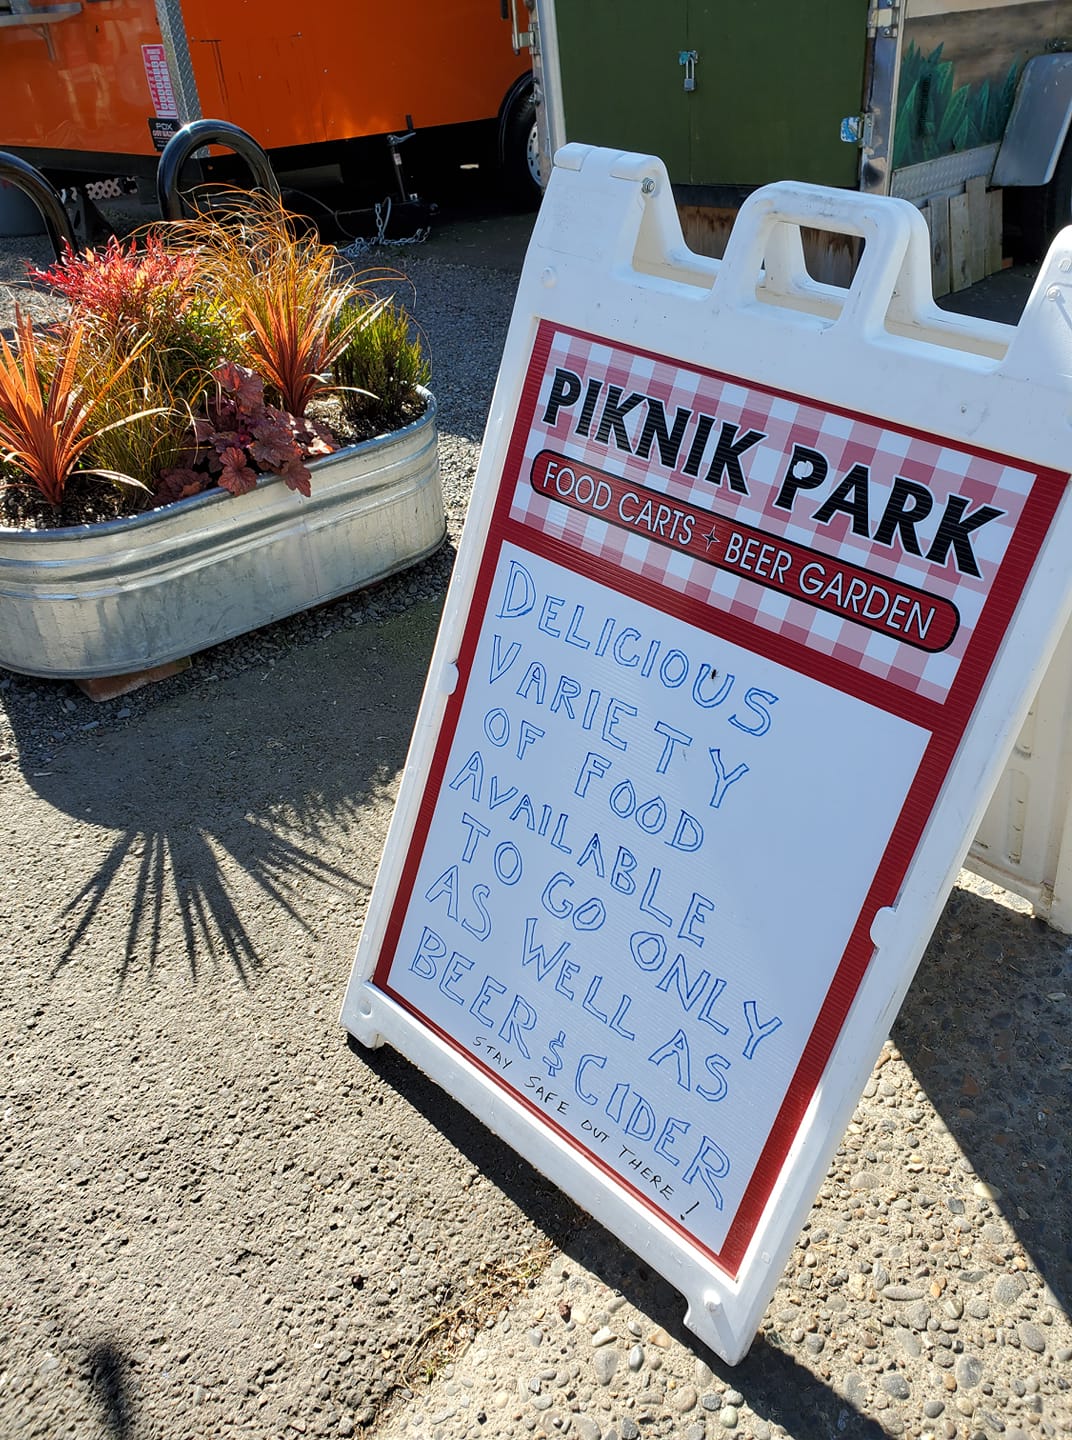 PIKNIK PARK
FOOD CARTS BEER GARDEN
DELICIOUS
VARIETY
OF FOOD
AVAILABLE
TO GO ONLY
AS WELL AS
BEER & CIDER
STAY SAFE OUT THERE!
FOX